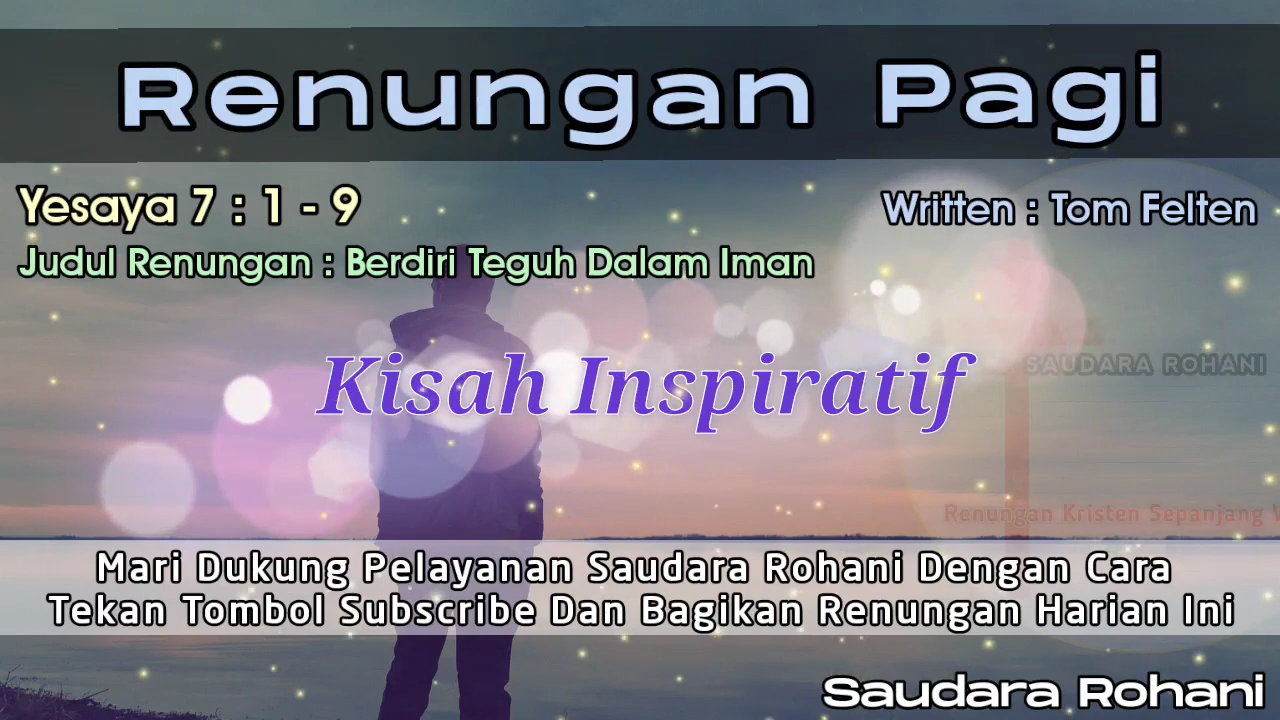 Renungan Pagi
Yesaya 7 : 1 - 9
Written : Tom Felten
Judul Renungan : Berdiri Teguh Dalam Iman
SAUDARA ROHANI
Kisah Inspiratif
Renungan Kristen Sepanjang
Mari Dukung Pelayanan Saudara Rohani Dengan Cara
Tekan Tombol Subscribe Dan Bagikan Renungan Harian Ini
Saudara Rohani